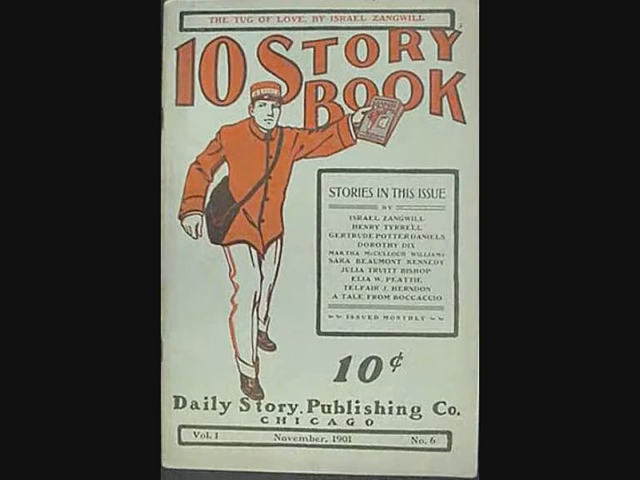 THE TUG OF LOVE, BY ISRAEL ZANGWILL
10 STORY
BOOK
STORIES IN THIS ISSUE
BY
ISRAEL ZANGWILL
HENRY TYRRELL
GERTRUDE POTTER DANIELS
DOROTHY DIX
MARTHA McCULLOCH WILLIAMS
SARA BEAUMONT KENNEDY
JULIA TRUITT BISHOP
ELIA W. PEATTIE
TELFAIR J. HERNDON
A TALE FROM BOCCACCIO
ISSUED MONTHLY
10¢
Daily Story Publishing Co.
CHICAGO
Vol. 1 November, 1901 No. 6